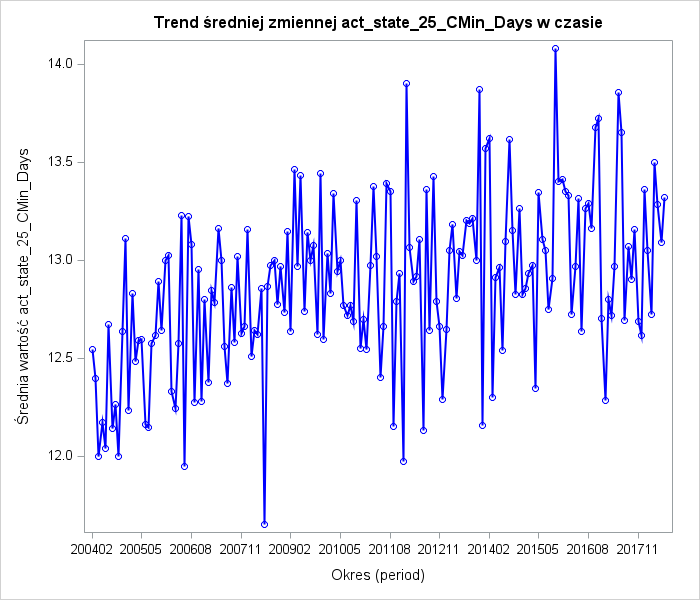 Trend średniej zmiennej act_state_25_CMin_Days w czasie
Średnia wartość act_state_25_CMin_Days
14.0
13.5
13.0
12.5
12.0
200402 200505 200608 200711 200902 201005 201108 201211 201402 201505 201608 201711
Okres (period)